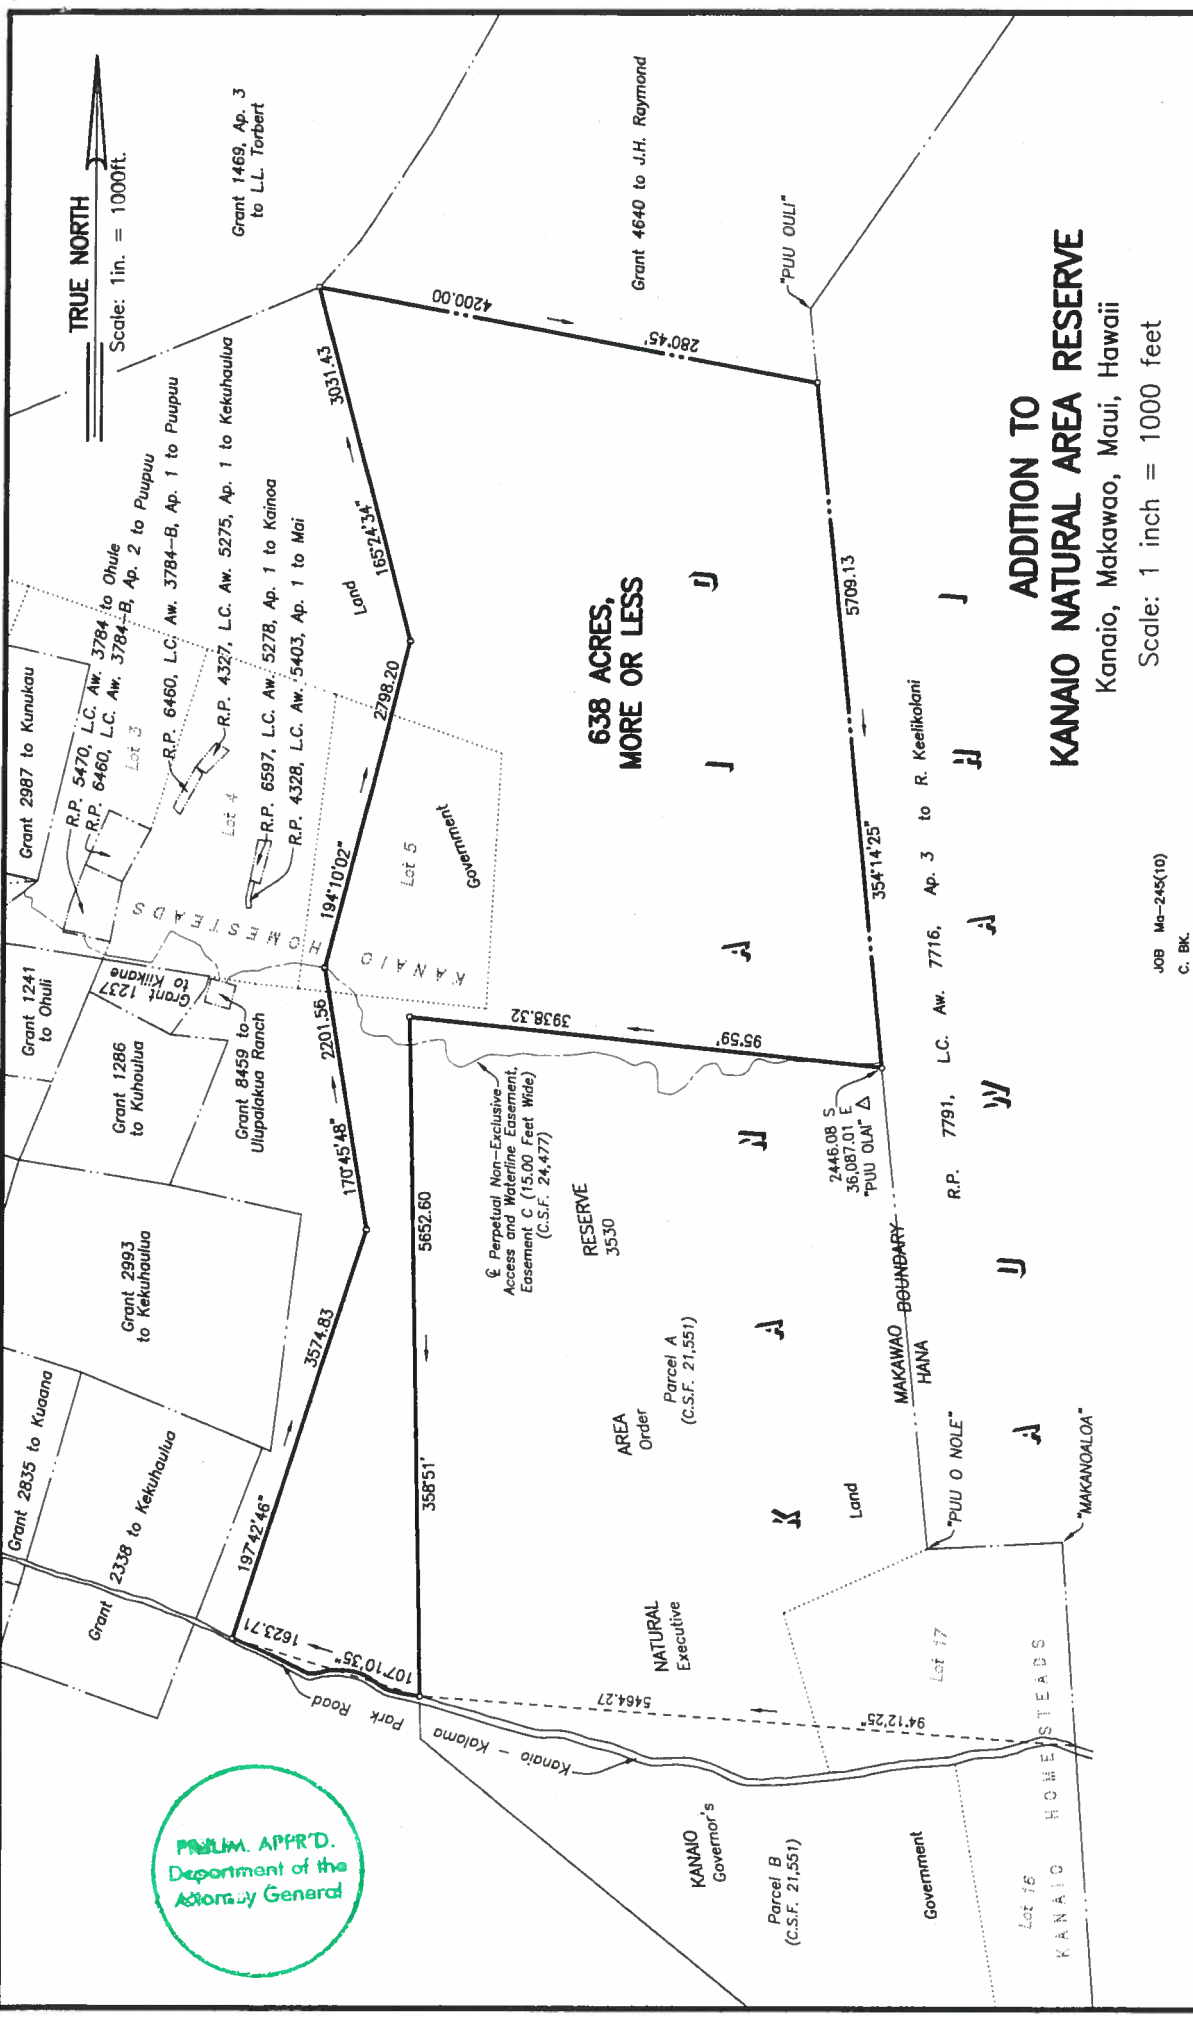 TRUE NORTH
Scale: 1in. = 1000ft.
Grant 1469, Ap. 3
to L.L. Torbert
Grant 4640 to J.H. Raymond
"PUU OULI"
Grant 2987 to Kunukau
R.P. 5470, L.C. Aw. 3784 to Ohule
R.P. 6460, L.C. Aw. 3784-B, Ap. 2 to Puupuu
R.P. 6460, L.C. Aw. 3784-B, Ap. 1 to Puupuu
R.P. 4327, L.C. Aw. 5275, Ap. 1 to Kekuhaulua
R.P. 6597, L.C. Aw. 5278, Ap. 1 to Kainoa
R.P. 4328, L.C. Aw. 5403, Ap. 1 to Mai
Lot 3
Lot 4
Lot 5
KANAIO
HOMESTEADS
Government
Land
Grant 1241
to Ohuli
Grant 1237
to Kiikane
Grant 1286
to Kuhoulua
Grant 8459 to
Ulupalakua Ranch
Grant 2993
to Kekuhaulua
Grant 2835 to Kuaana
Grant 2338 to Kekuhaulua
197°42'46"
3574.83
170°45'48"
2201.56
194°10'02"
2798.20
165°24'34"
3031.43
4200.00
280°45'
5709.13
354°14'25"
95°59'
3938.32
5652.60
358°51'
107°10'35"
1623.71
5464.27
94°12'25"
638 ACRES,
MORE OR LESS
KANAIO
AUWAHI
℄ Perpetual Non-Exclusive
Access and Waterline Easement,
Easement C (15.00 Feet Wide)
(C.S.F. 24,477)
2446.08 S
36,087.01 E
"PUU OLAI"
R.P. 7791, L.C. Aw. 7716, Ap. 3 to R. Keelikolani
KANAIO NATURAL AREA RESERVE
Governor's Executive Order 3530
Parcel A
(C.S.F. 21,551)
Parcel B
(C.S.F. 21,551)
Government Land
MAKAWAO BOUNDARY
HANA
"PUU O NOLE"
"MAKANOALOA"
Kanaio - Kalama Park Road
Lot 17
Lot 16
KANAIO HOMESTEADS
PRELIM. APPR'D.
Department of the
Attorney General
ADDITION TO
KANAIO NATURAL AREA RESERVE
Kanaio, Makawao, Maui, Hawaii
Scale: 1 inch = 1000 feet
JOB Ma-245(10)
C. BK.